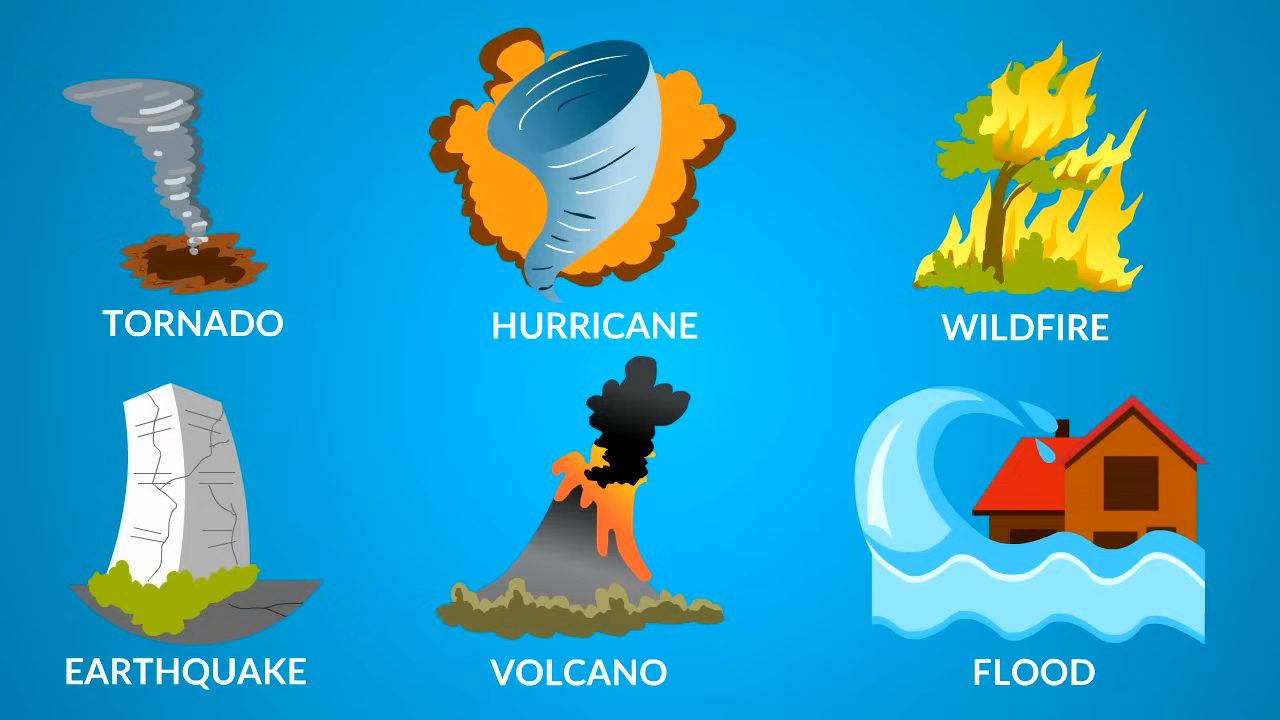 TORNADO
HURRICANE
WILDFIRE
EARTHQUAKE
VOLCANO
FLOOD